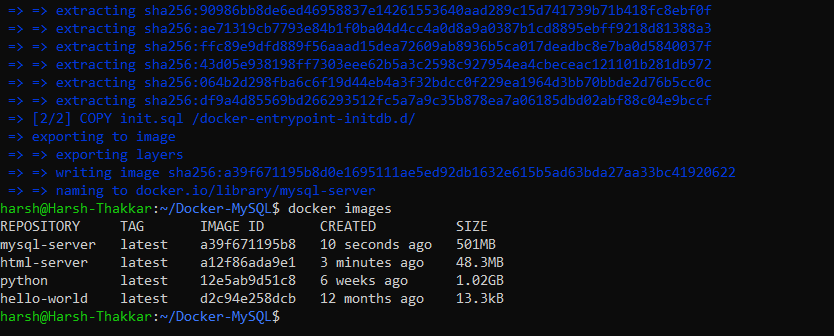 => => extracting sha256:90986bb8de6ed46958837e14261553640aad289c15d741739b71b418fc8ebf0f
=> => extracting sha256:ae71319cb7793e84b1f0ba04d4cc4a0d8a9a0387b1cd8895ebff9218d81388a3
=> => extracting sha256:ffc89e9dfd889f56aaad15dea72609ab8936b5ca017deadbc8e7ba0d5840037f
=> => extracting sha256:43d05e938198ff7303eee62b5a3c2598c927954ea4cbeceac121101b281db972
=> => extracting sha256:064b2d298fba6c6f19d44eb4a3f32bdcc0f229ea1964d3bb70bbde2d76b5cc0c
=> => extracting sha256:df9a4d85569bd266293512fc5a7a9c35b878ea7a06185dbd02abf88c04e9bccf
=> [2/2] COPY init.sql /docker-entrypoint-initdb.d/
=> exporting to image
=> => exporting layers
=> => writing image sha256:a39f671195b8d0e1695111ae5ed92db1632e615b5ad63bda27aa33bc41920622
=> => naming to docker.io/library/mysql-server
harsh@Harsh-Thakkar:~/Docker-MySQL$ docker images
REPOSITORY TAG IMAGE ID CREATED SIZE
mysql-server latest a39f671195b8 10 seconds ago 501MB
html-server latest a12f86ada9e1 3 minutes ago 48.3MB
python latest 12e5ab9d51c8 6 weeks ago 1.02GB
hello-world latest d2c94e258dcb 12 months ago 13.3kB
harsh@Harsh-Thakkar:~/Docker-MySQL$